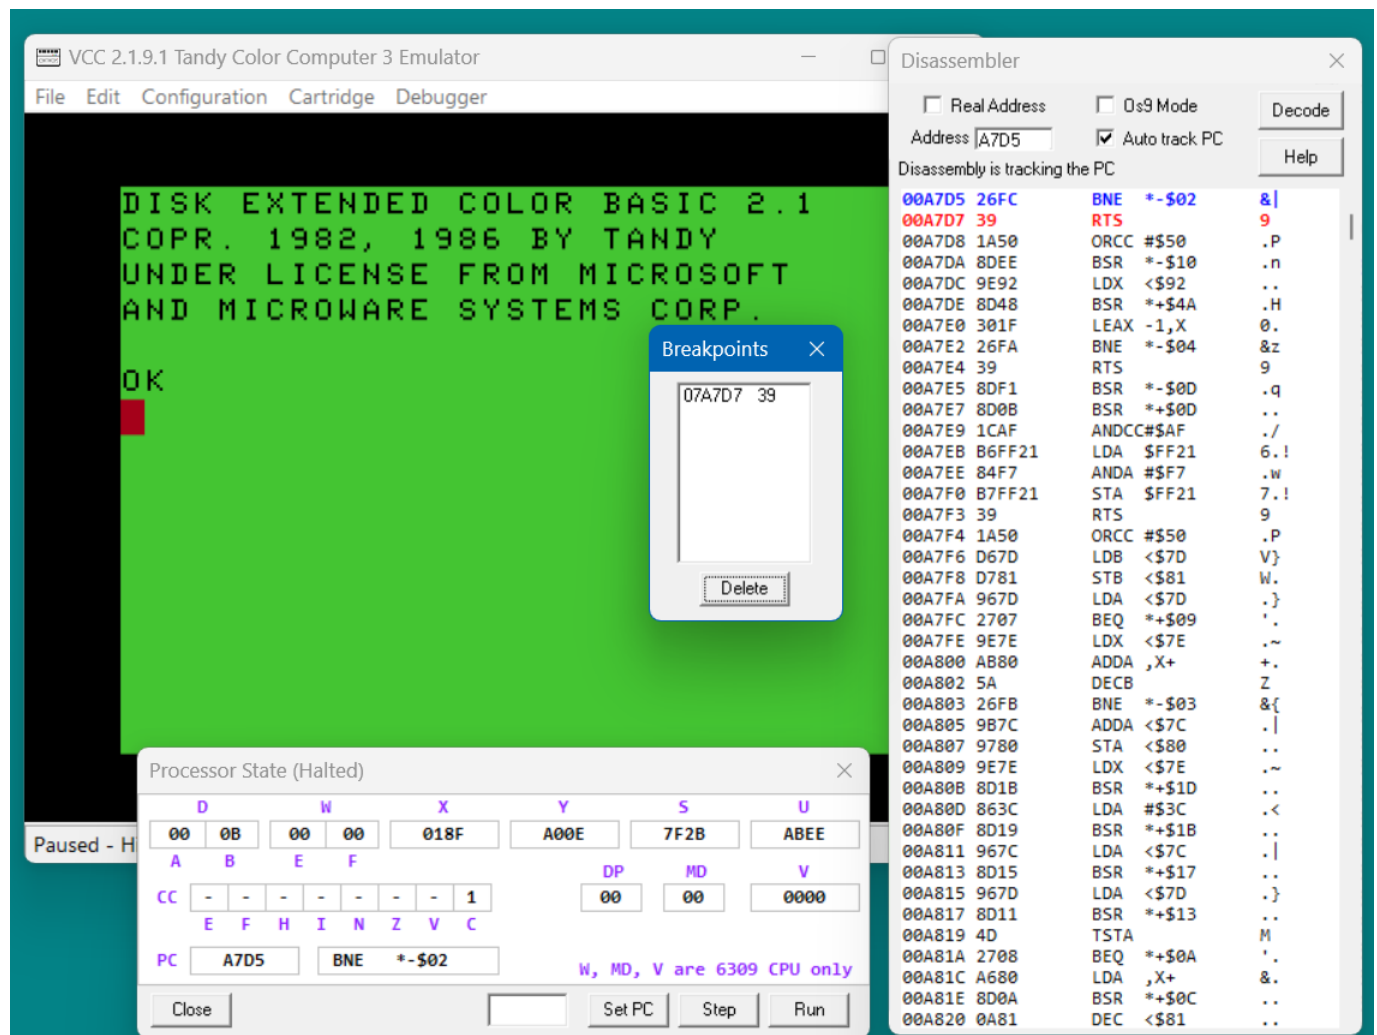 VCC 2.1.9.1 Tandy Color Computer 3 Emulator
File Edit Configuration Cartridge Debugger
DISK EXTENDED COLOR BASIC 2.1
COPR. 1982, 1986 BY TANDY
UNDER LICENSE FROM MICROSOFT
AND MICROWARE SYSTEMS CORP.
OK
Paused - Hi
Breakpoints
07A7D7 39
Delete
Processor State (Halted)
D W X Y S U
00 0B 00 00 018F A00E 7F2B ABEE
A B E F
DP MD V
CC - - - - - - - 1 00 00 0000
E F H I N Z V C
PC A7D5 BNE *-$02
W, MD, V are 6309 CPU only
Close Set PC Step Run
Disassembler
Real Address Os9 Mode Decode
Address A7D5 Auto track PC
Help
Disassembly is tracking the PC
00A7D5 26FC BNE *-$02 &|
00A7D7 39 RTS 9
00A7D8 1A50 ORCC #$50 .P
00A7DA 8DEE BSR *-$10 .n
00A7DC 9E92 LDX <$92 ..
00A7DE 8D48 BSR *+$4A .H
00A7E0 301F LEAX -1,X 0.
00A7E2 26FA BNE *-$04 &z
00A7E4 39 RTS 9
00A7E5 8DF1 BSR *-$0D .q
00A7E7 8D0B BSR *+$0D ..
00A7E9 1CAF ANDCC#$AF ./
00A7EB B6FF21 LDA $FF21 6.!
00A7EE 84F7 ANDA #$F7 .w
00A7F0 B7FF21 STA $FF21 7.!
00A7F3 39 RTS 9
00A7F4 1A50 ORCC #$50 .P
00A7F6 D67D LDB <$7D V}
00A7F8 D781 STB <$81 W.
00A7FA 967D LDA <$7D .}
00A7FC 2707 BEQ *+$09 '.
00A7FE 9E7E LDX <$7E .~
00A800 AB80 ADDA ,X+ +.
00A802 5A DECB Z
00A803 26FB BNE *-$03 &{
00A805 9B7C ADDA <$7C .|
00A807 9780 STA <$80 ..
00A809 9E7E LDX <$7E .~
00A80B 8D1B BSR *+$1D ..
00A80D 863C LDA #$3C .<
00A80F 8D19 BSR *+$1B ..
00A811 967C LDA <$7C .|
00A813 8D15 BSR *+$17 ..
00A815 967D LDA <$7D .}
00A817 8D11 BSR *+$13 ..
00A819 4D TSTA M
00A81A 2708 BEQ *+$0A '.
00A81C A680 LDA ,X+ &.
00A81E 8D0A BSR *+$0C ..
00A820 0A81 DEC <$81 ..